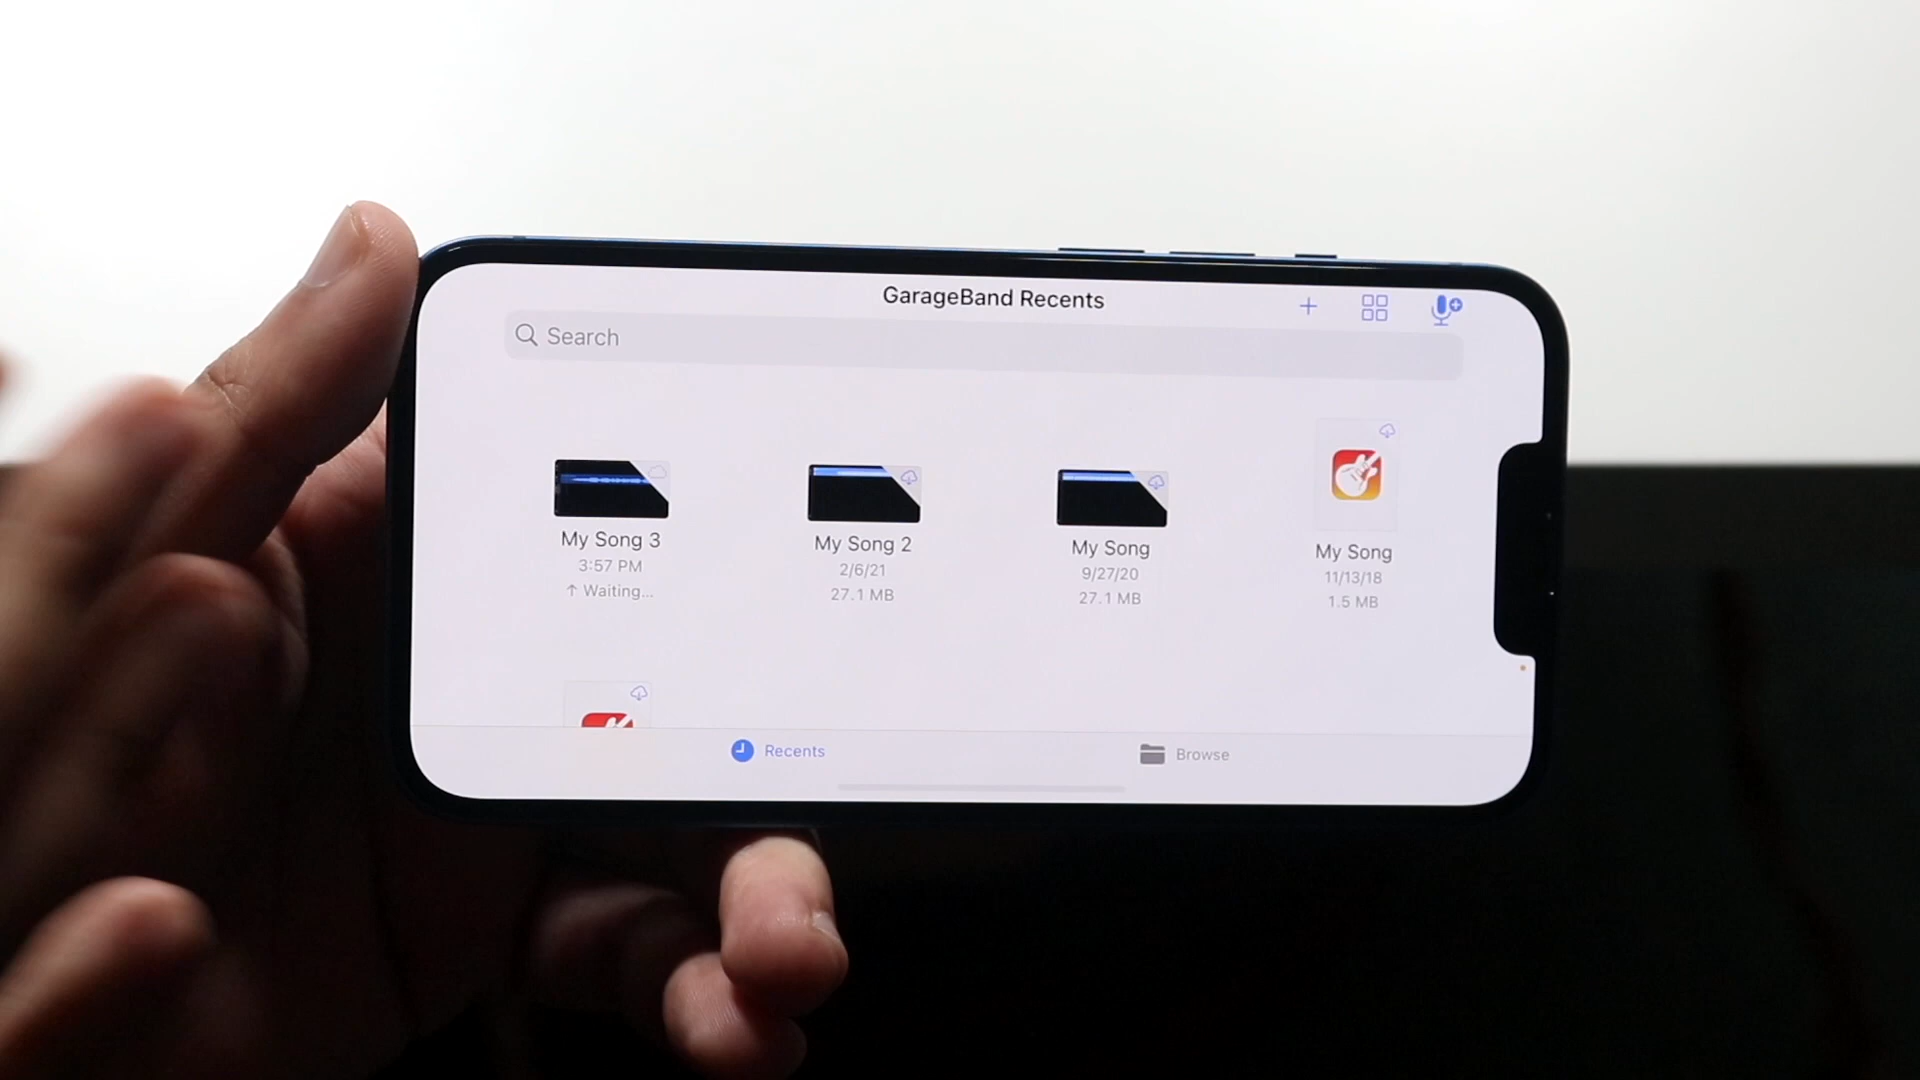 GarageBand Recents
Search
My Song 3
3:57 PM
↑ Waiting...
My Song 2
2/6/21
27.1 MB
My Song
9/27/20
27.1 MB
My Song
11/13/18
1.5 MB
Recents
Browse